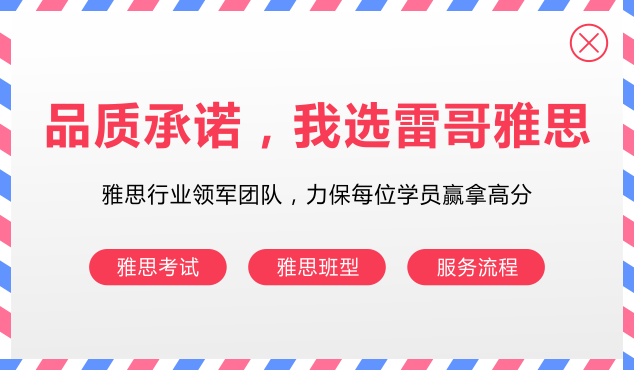 品质承诺，我选雷哥雅思
雅思行业领军团队，力保每位学员赢拿高分
雅思考试 雅思班型 服务流程